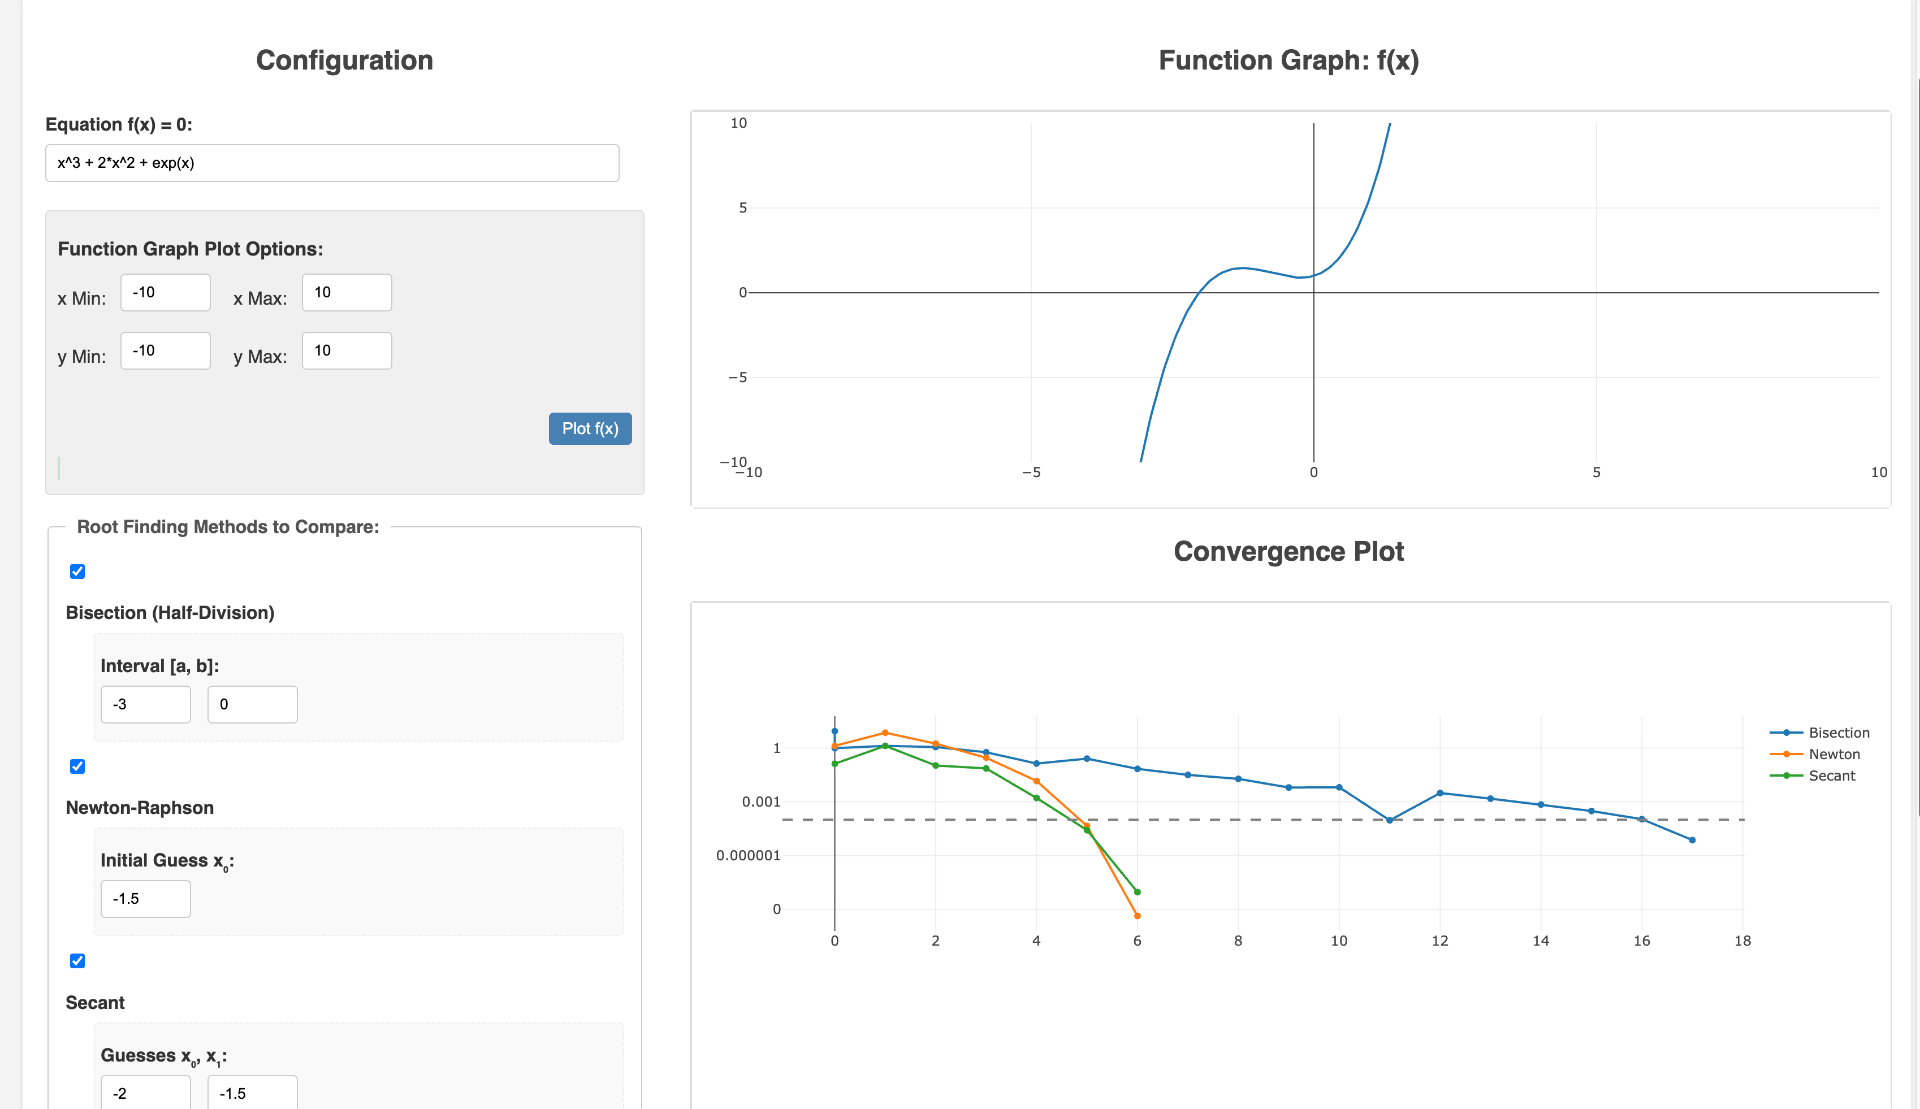 Configuration
Equation f(x) = 0:
x^3 + 2*x^2 + exp(x)
Function Graph Plot Options:
x Min: -10 x Max: 10
y Min: -10 y Max: 10
Plot f(x)
Root Finding Methods to Compare:
Bisection (Half-Division)
Interval [a, b]:
-3 0
Newton-Raphson
Initial Guess x₀:
-1.5
Secant
Guesses x₀, x₁:
-2 -1.5
Function Graph: f(x)
10
5
0
−5
−10
−10 −5 0 5 10
Convergence Plot
1
0.001
0.000001
0
0 2 4 6 8 10 12 14 16 18
Bisection
Newton
Secant